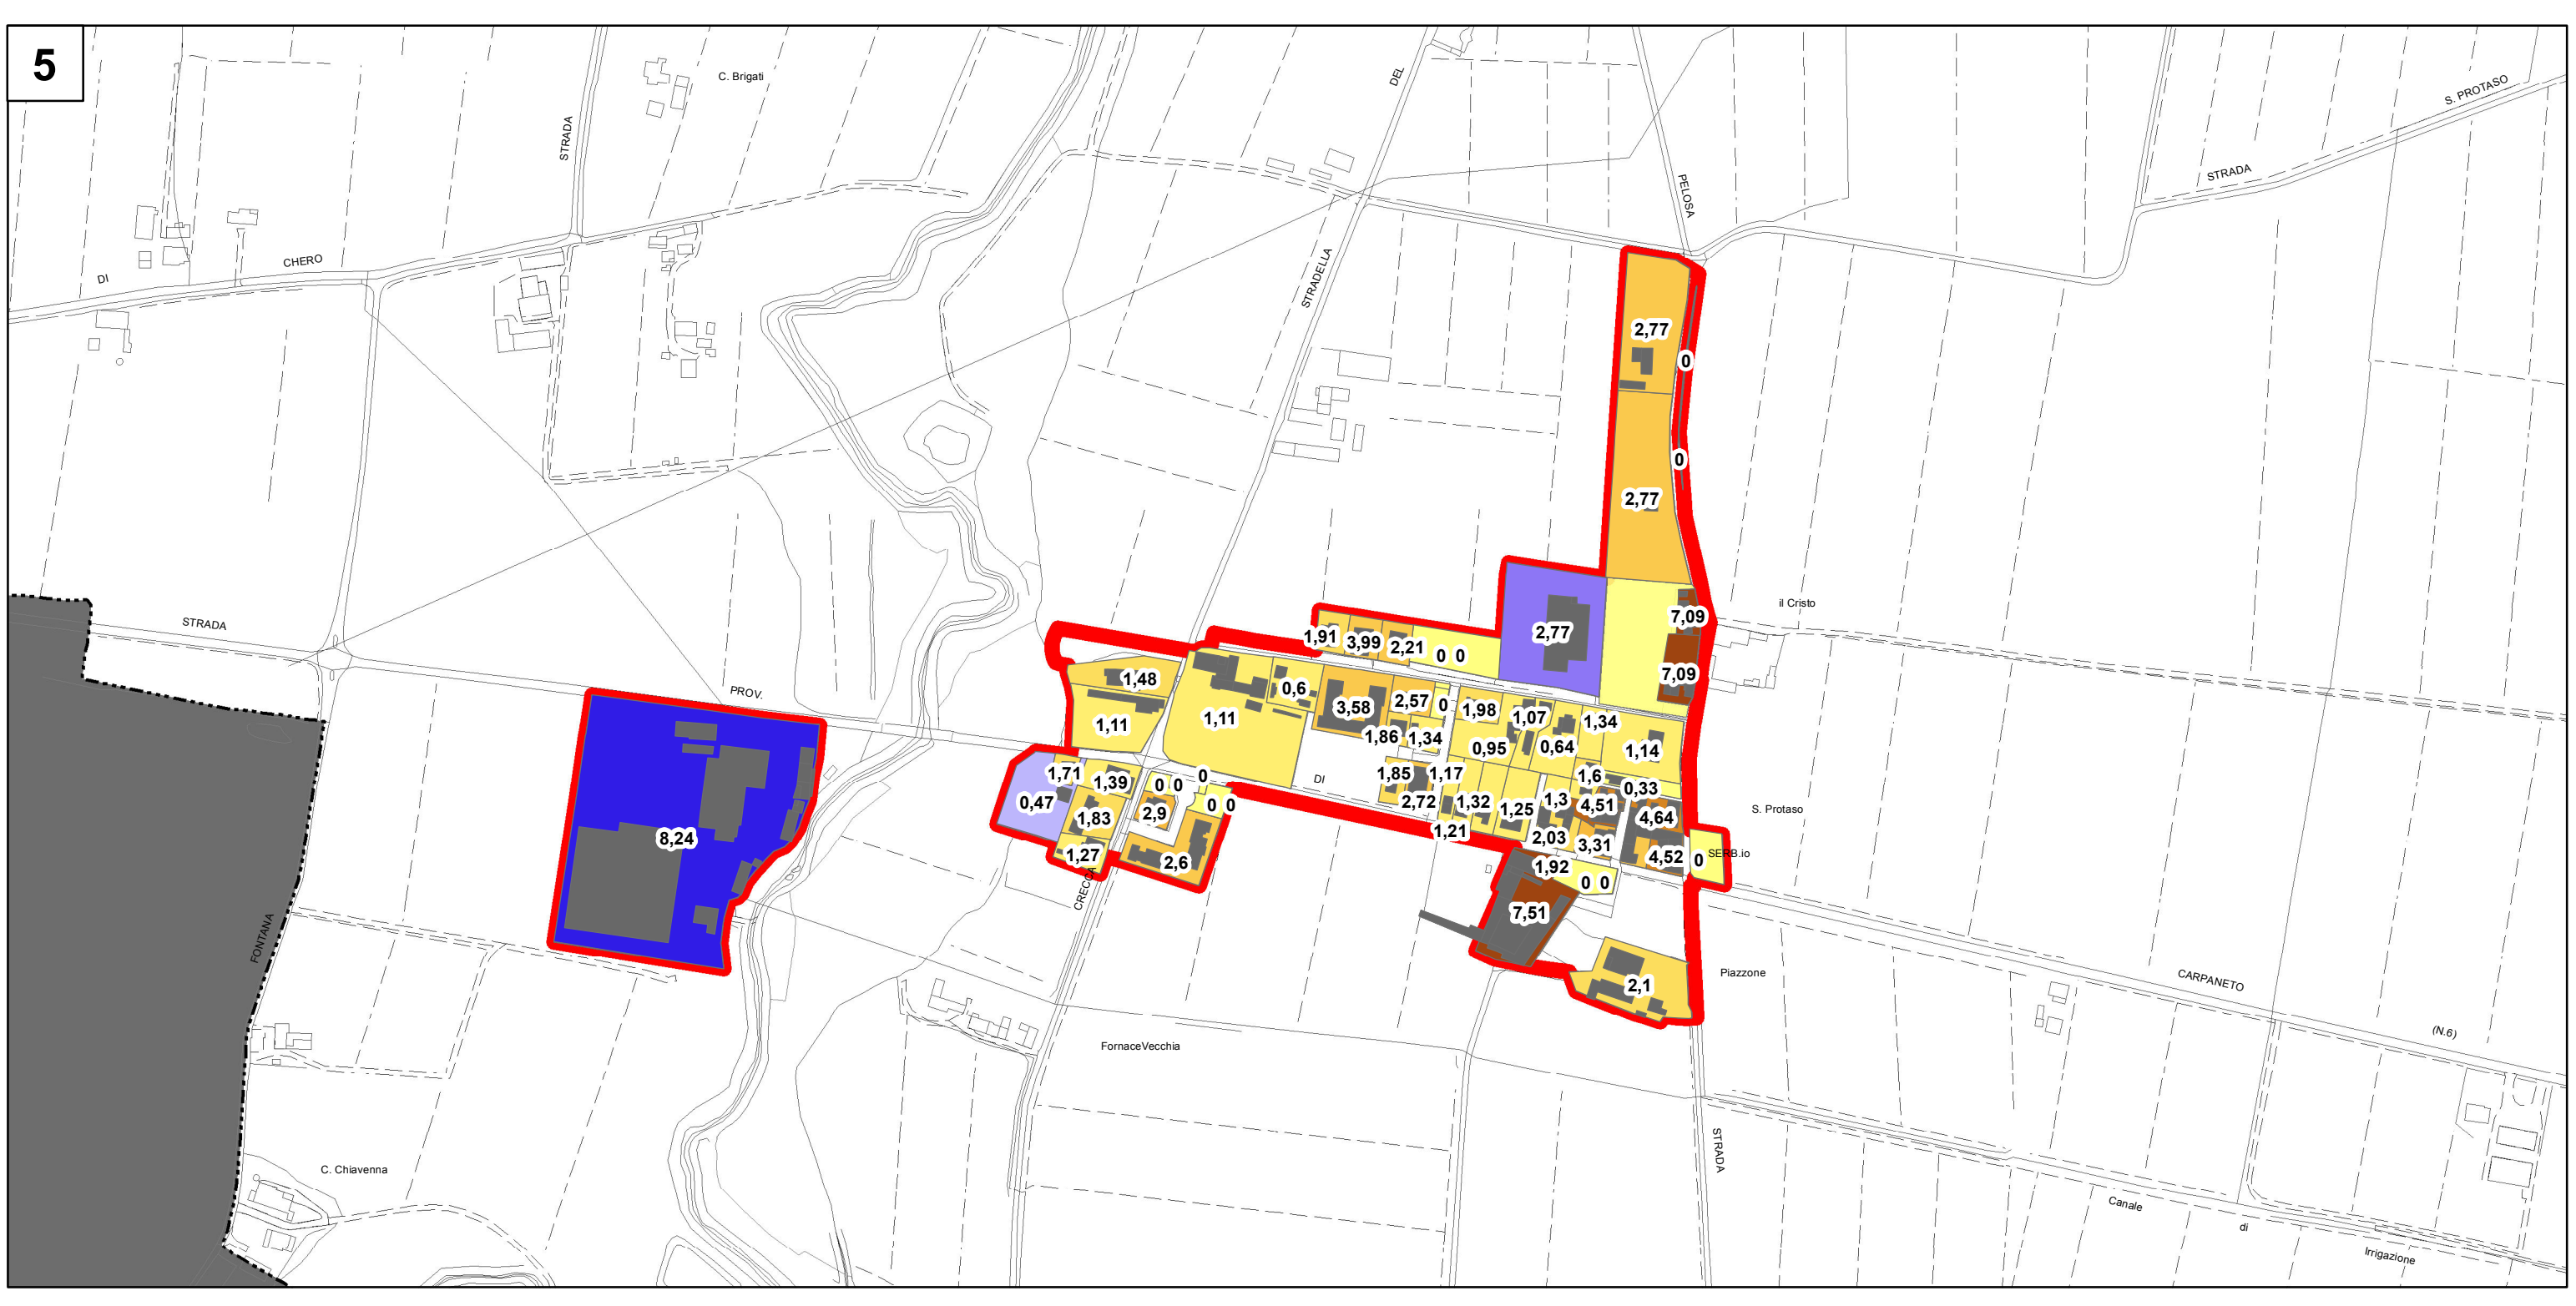 5
C. Brigati
DEL
S. PROTASO
STRADA
STRADA
PELOSA
CHERO
DI
STRADELLA
2,77
0
0
2,77
STRADA
il Cristo
7,09
2,77
1,91
3,99
2,21
0 0
7,09
1,48
PROV.
0,6
1,11
1,11
3,58
2,57
0
1,98
1,07
1,34
1,86
1,34
0,95
0,64
1,14
1,71
1,39
0
0 0
DI
1,85
1,17
1,6
0,33
0,47
0 0
2,72
1,32
1,25
1,3
4,51
S. Protaso
1,83
2,9
4,64
1,21
2,03
3,31
8,24
1,27
2,6
4,52
0
SERB.io
1,92
0 0
CRECCA
7,51
FONTANA
2,1
Piazzone
CARPANETO
(N.6)
FornaceVecchia
STRADA
C. Chiavenna
Canale
di
Irrigazione